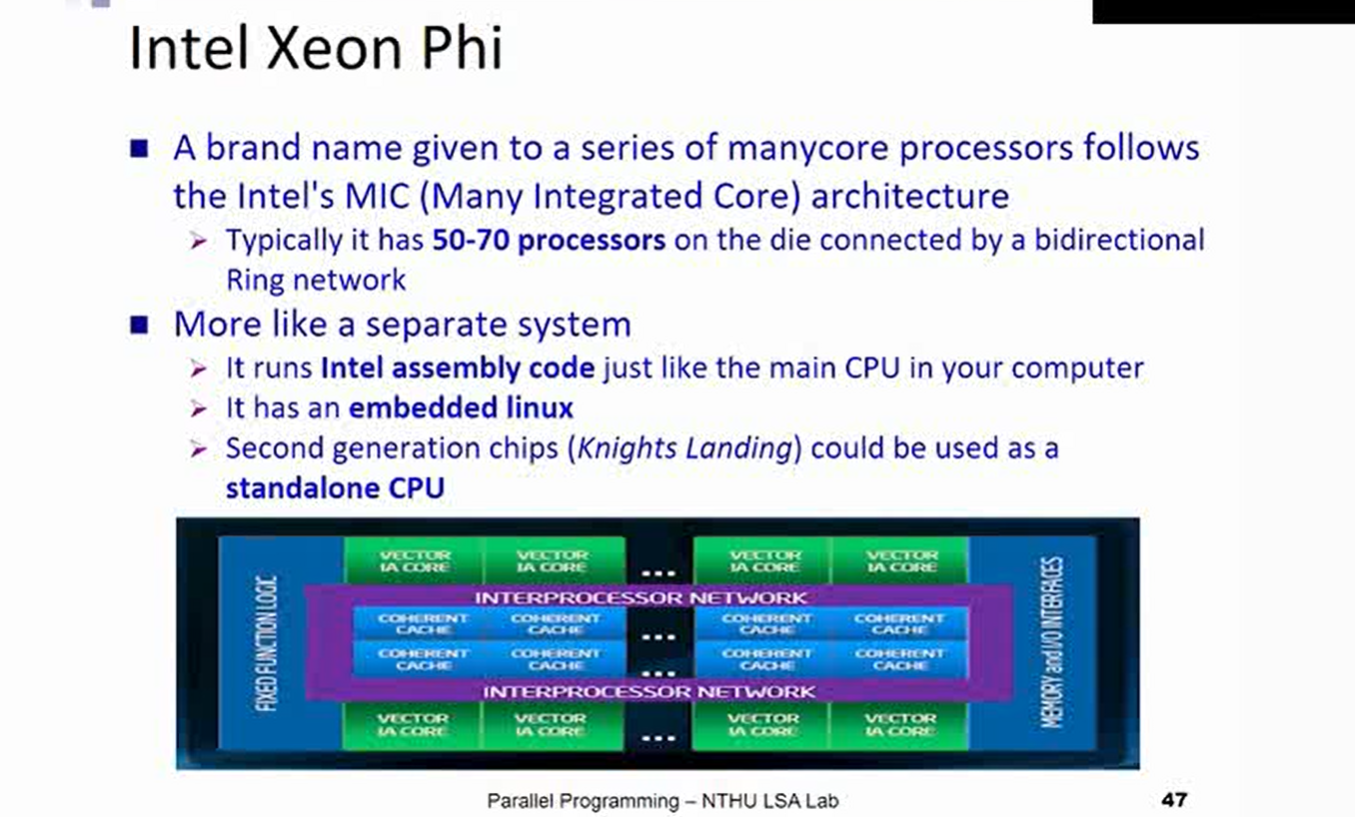 Intel Xeon Phi
■ A brand name given to a series of manycore processors follows
the Intel's MIC (Many Integrated Core) architecture
➢ Typically it has 50-70 processors on the die connected by a bidirectional
Ring network
■ More like a separate system
➢ It runs Intel assembly code just like the main CPU in your computer
➢ It has an embedded linux
➢ Second generation chips (Knights Landing) could be used as a
standalone CPU
FIXED FUNCTION LOGIC
VECTOR IA CORE
VECTOR IA CORE
...
VECTOR IA CORE
VECTOR IA CORE
INTERPROCESSOR NETWORK
COHERENT CACHE
COHERENT CACHE
...
COHERENT CACHE
COHERENT CACHE
COHERENT CACHE
COHERENT CACHE
...
COHERENT CACHE
COHERENT CACHE
INTERPROCESSOR NETWORK
VECTOR IA CORE
VECTOR IA CORE
...
VECTOR IA CORE
VECTOR IA CORE
MEMORY and I/O INTERFACES
Parallel Programming – NTHU LSA Lab
47